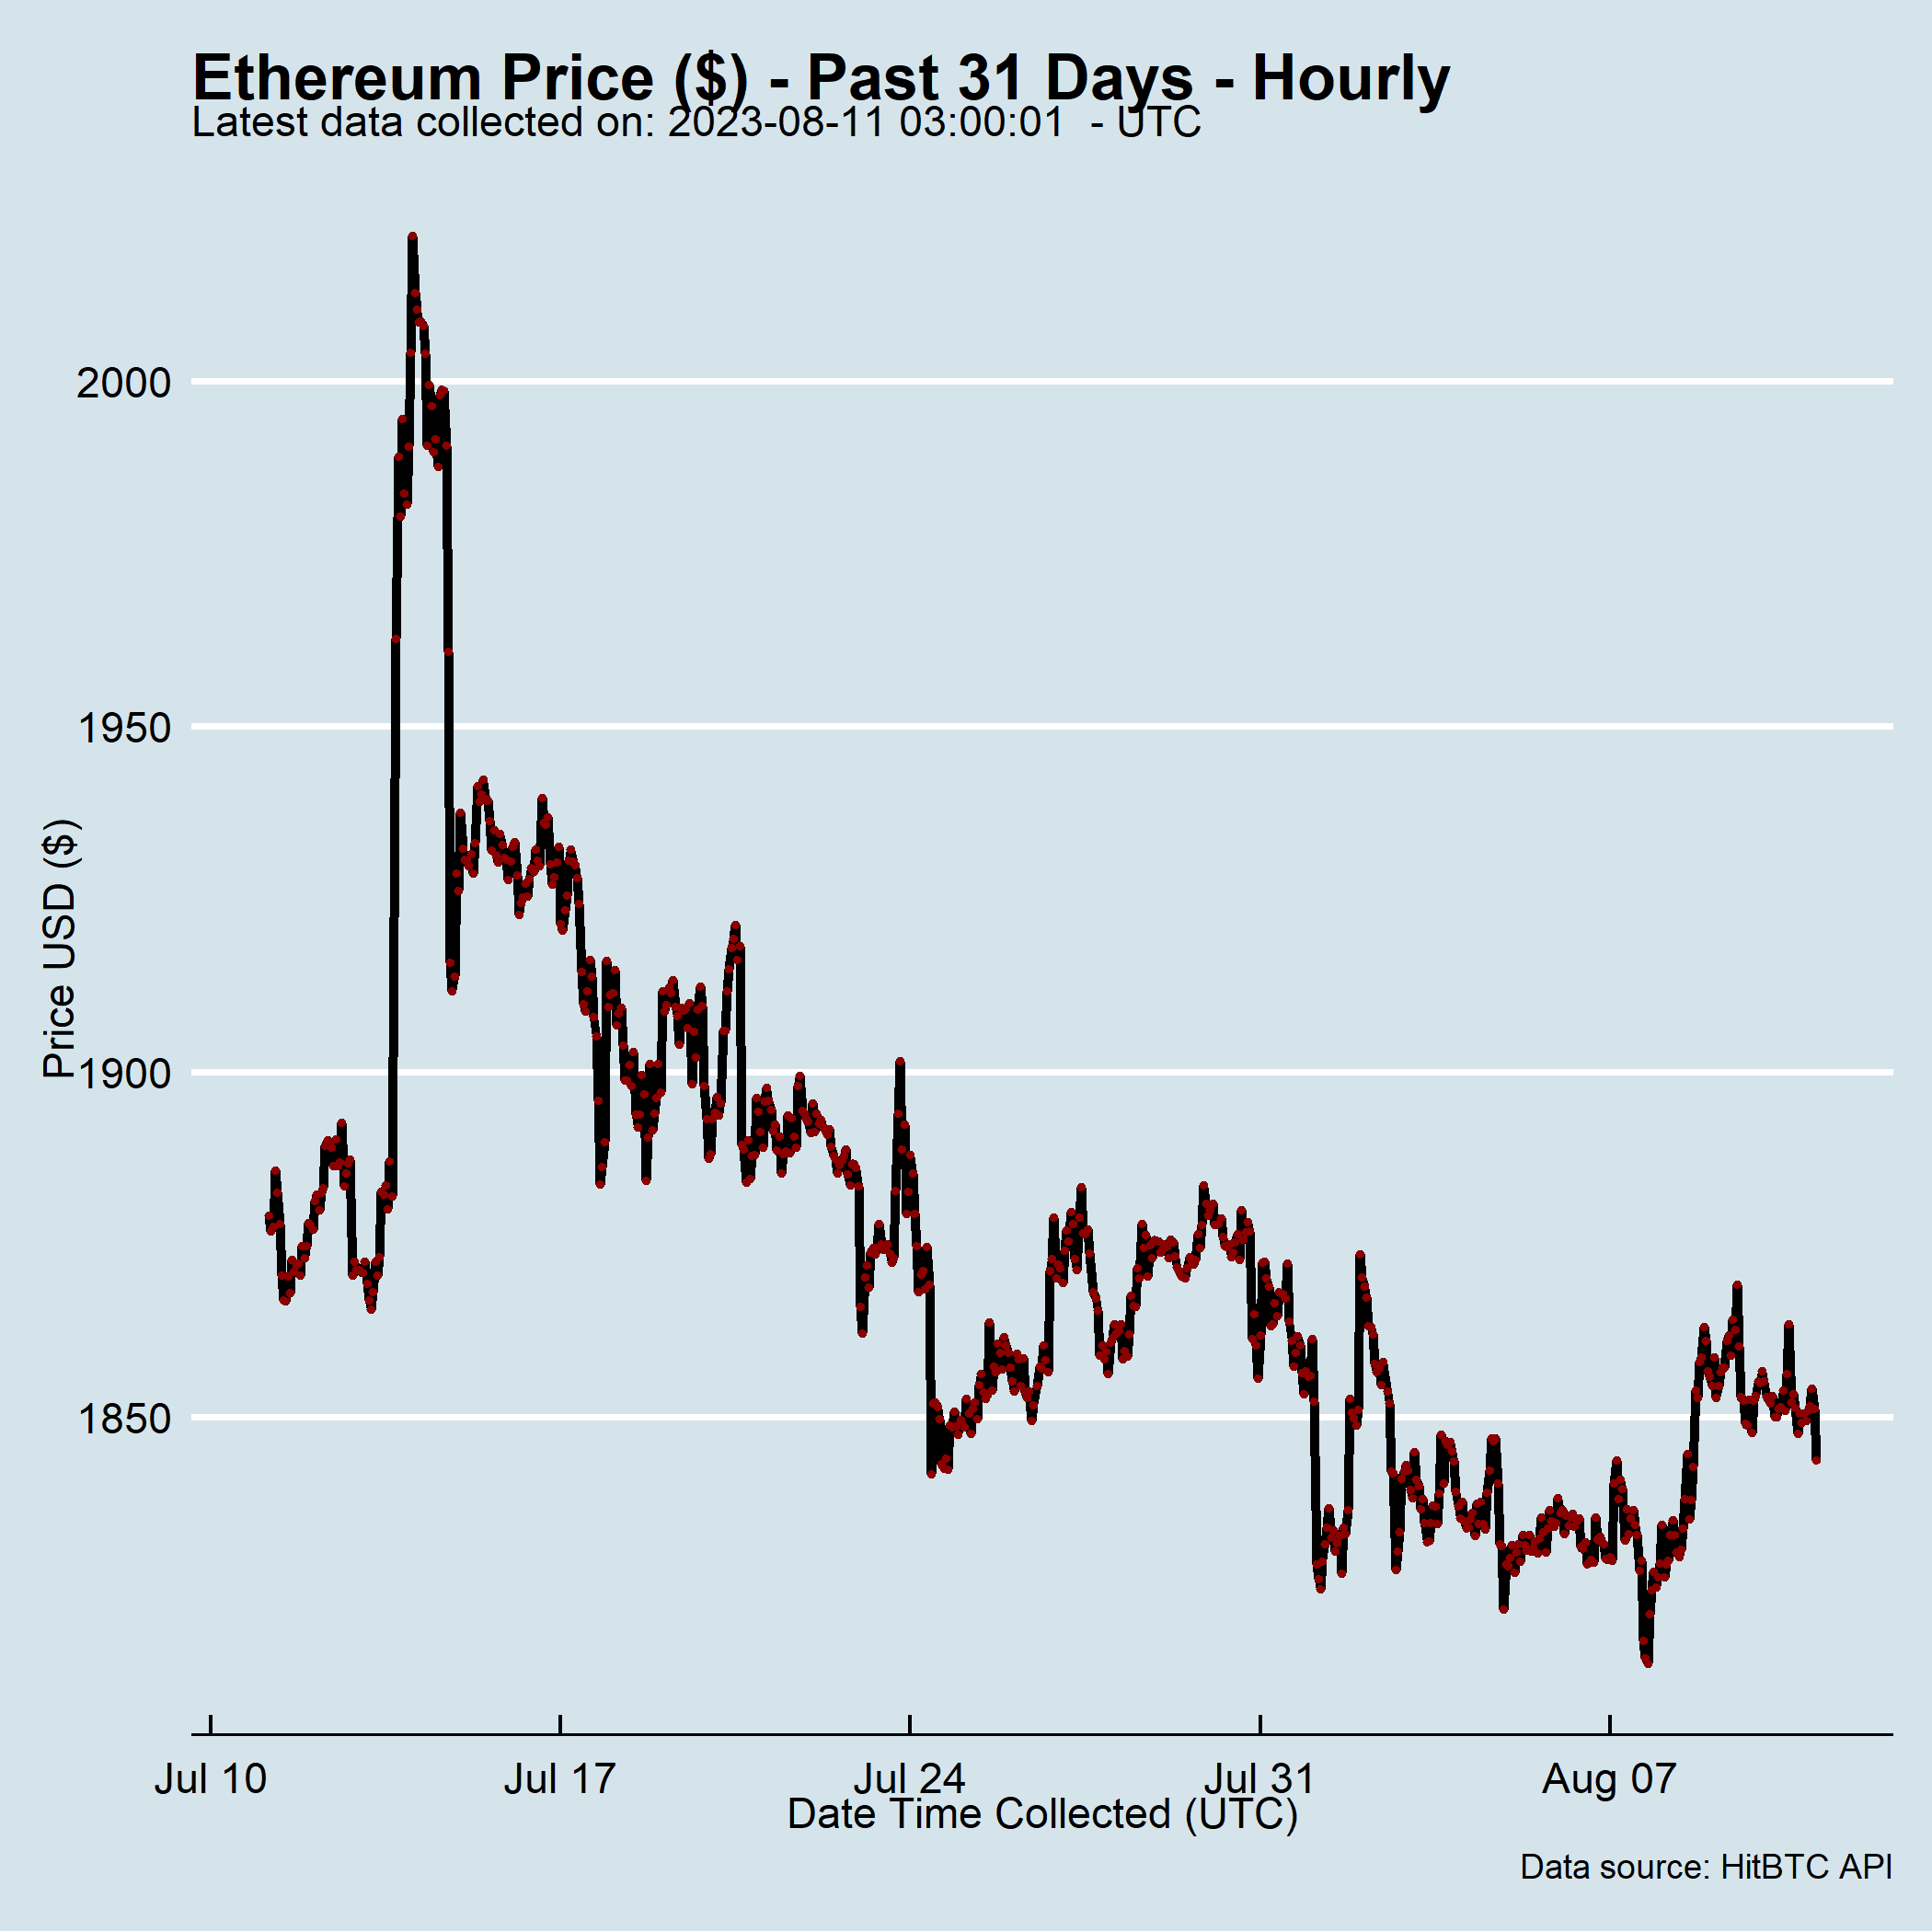 Ethereum Price ($) - Past 31 Days - Hourly
Latest data collected on: 2023-08-11 03:00:01  - UTC
2000
1950
1900
1850
Price USD ($)
Jul 10
Jul 17
Jul 24
Jul 31
Aug 07
Date Time Collected (UTC)
Data source: HitBTC API